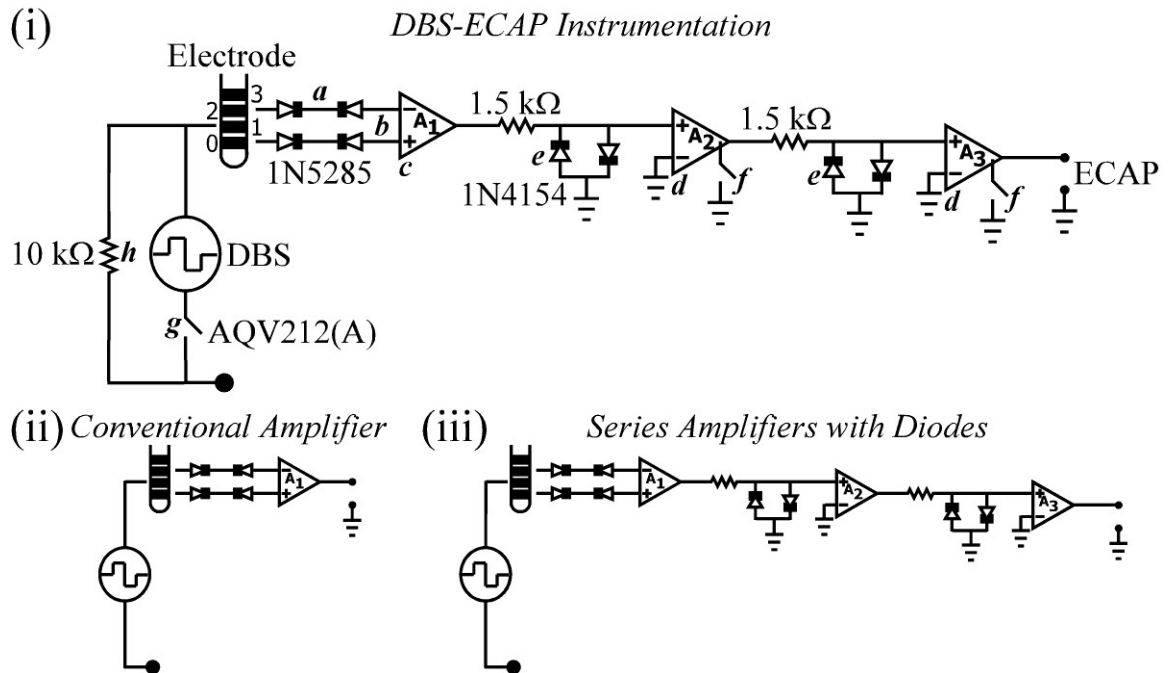 (i) DBS-ECAP Instrumentation
Electrode
3
2
1
0
a
b
c
A1
1N5285
1.5 kΩ
e
1N4154
A2
d
f
1.5 kΩ
e
A3
d
f
ECAP
10 kΩ h
DBS
g AQV212(A)
(ii) Conventional Amplifier
A1
(iii) Series Amplifiers with Diodes
A1
A2
A3